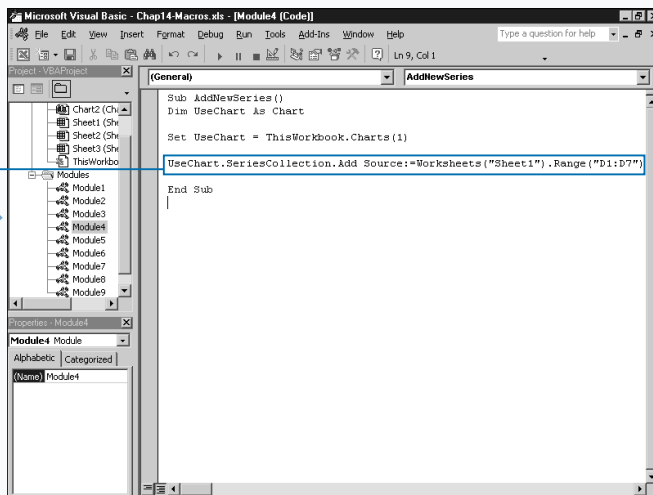 Microsoft Visual Basic - Chap14-Macros.xls - [Module4 (Code)]
File Edit View Insert Format Debug Run Tools Add-Ins Window Help
Type a question for help
Ln 9, Col 1
Project - VBAProject
(General)
AddNewSeries
Chart2 (Cha
Sheet1 (She
Sheet2 (She
Sheet3 (She
ThisWorkbo
Modules
Module1
Module2
Module3
Module4
Module5
Module6
Module7
Module8
Module9
Properties - Module4
Module4 Module
Alphabetic Categorized
(Name) Module4
Sub AddNewSeries()
Dim UseChart As Chart
Set UseChart = ThisWorkbook.Charts(1)
UseChart.SeriesCollection.Add Source:=Worksheets("Sheet1").Range("D1:D7")
End Sub